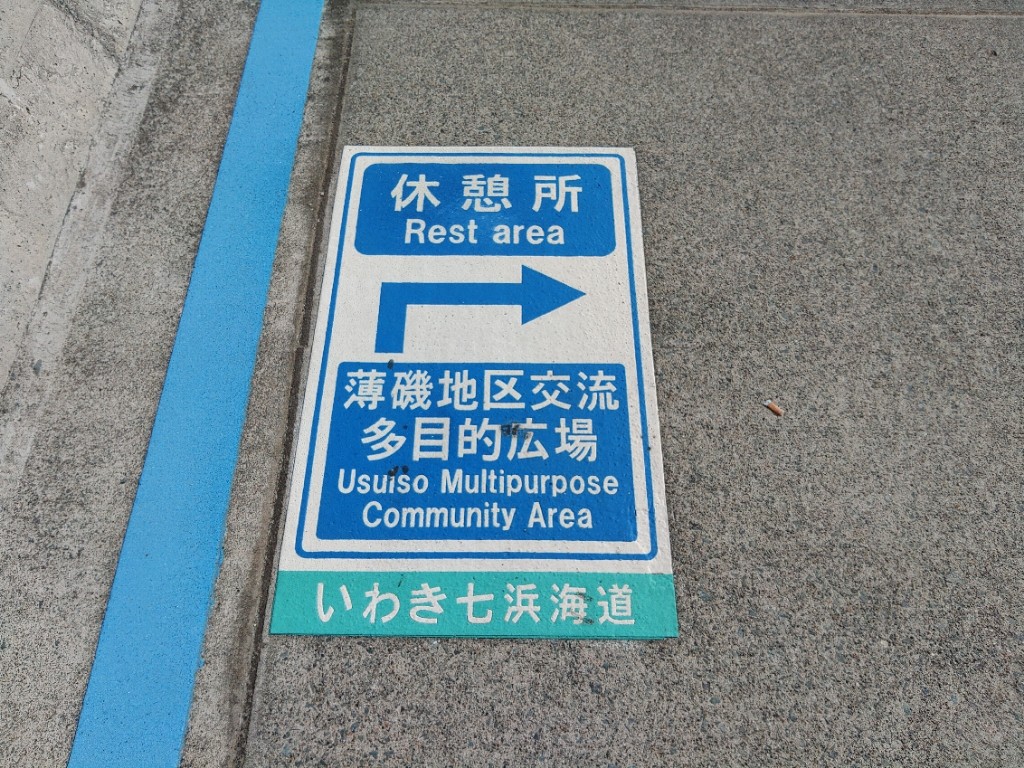 休憩所
Rest area
薄磯地区交流
多目的広場
Usuiso Multipurpose
Community Area
いわき七浜海道